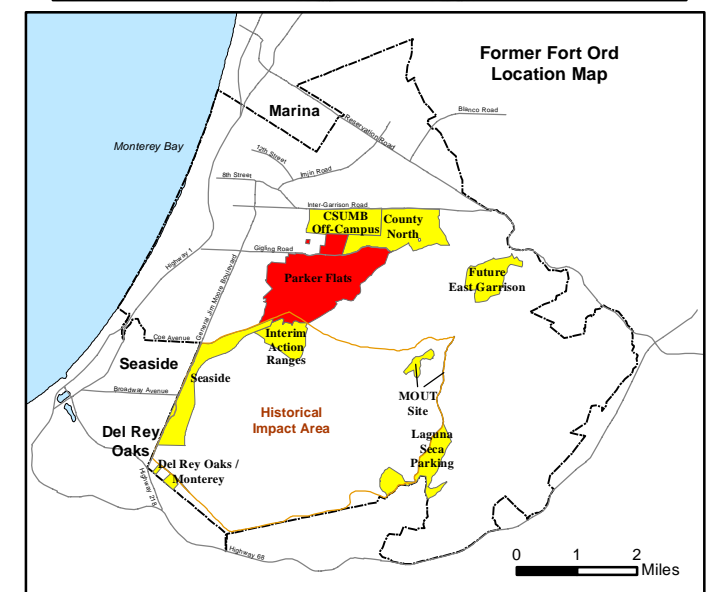 Former Fort Ord
Location Map
Marina
Blanco Road
Reservation Road
Monterey Bay
12th Street
Imjin Road
8th Street
Inter-Garrison Road
CSUMB
Off-Campus
County
North
Gigling Road
Highway 1
General Jim Moore Boulevard
Parker Flats
Future
East Garrison
Coe Avenue
Interim
Action
Ranges
Seaside
Seaside
Broadway Avenue
MOUT
Site
Historical
Impact Area
Del Rey
Oaks
Laguna
Seca
Parking
Del Rey Oaks /
Monterey
Highway 218
Highway 68
0 1 2
Miles